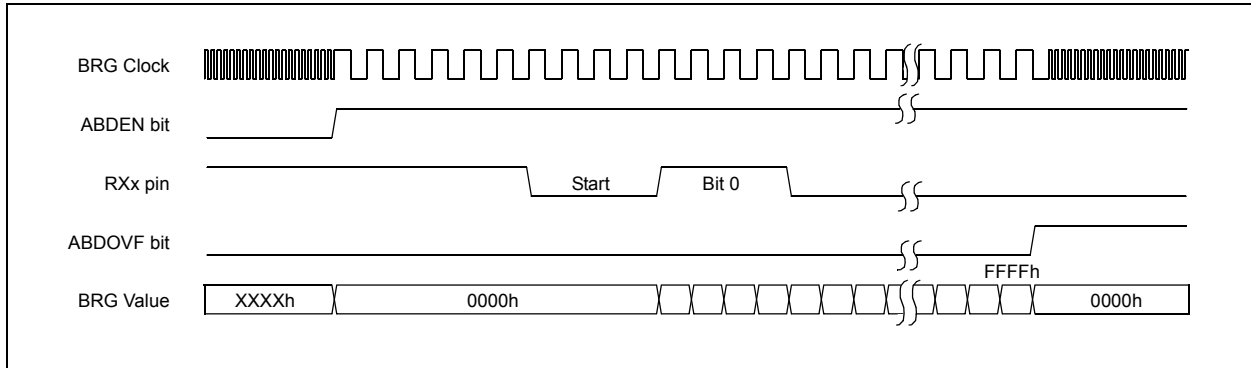 BRG Clock
ABDEN bit
RXx pin Start Bit 0
ABDOVF bit
FFFFh
BRG Value XXXXh 0000h 0000h